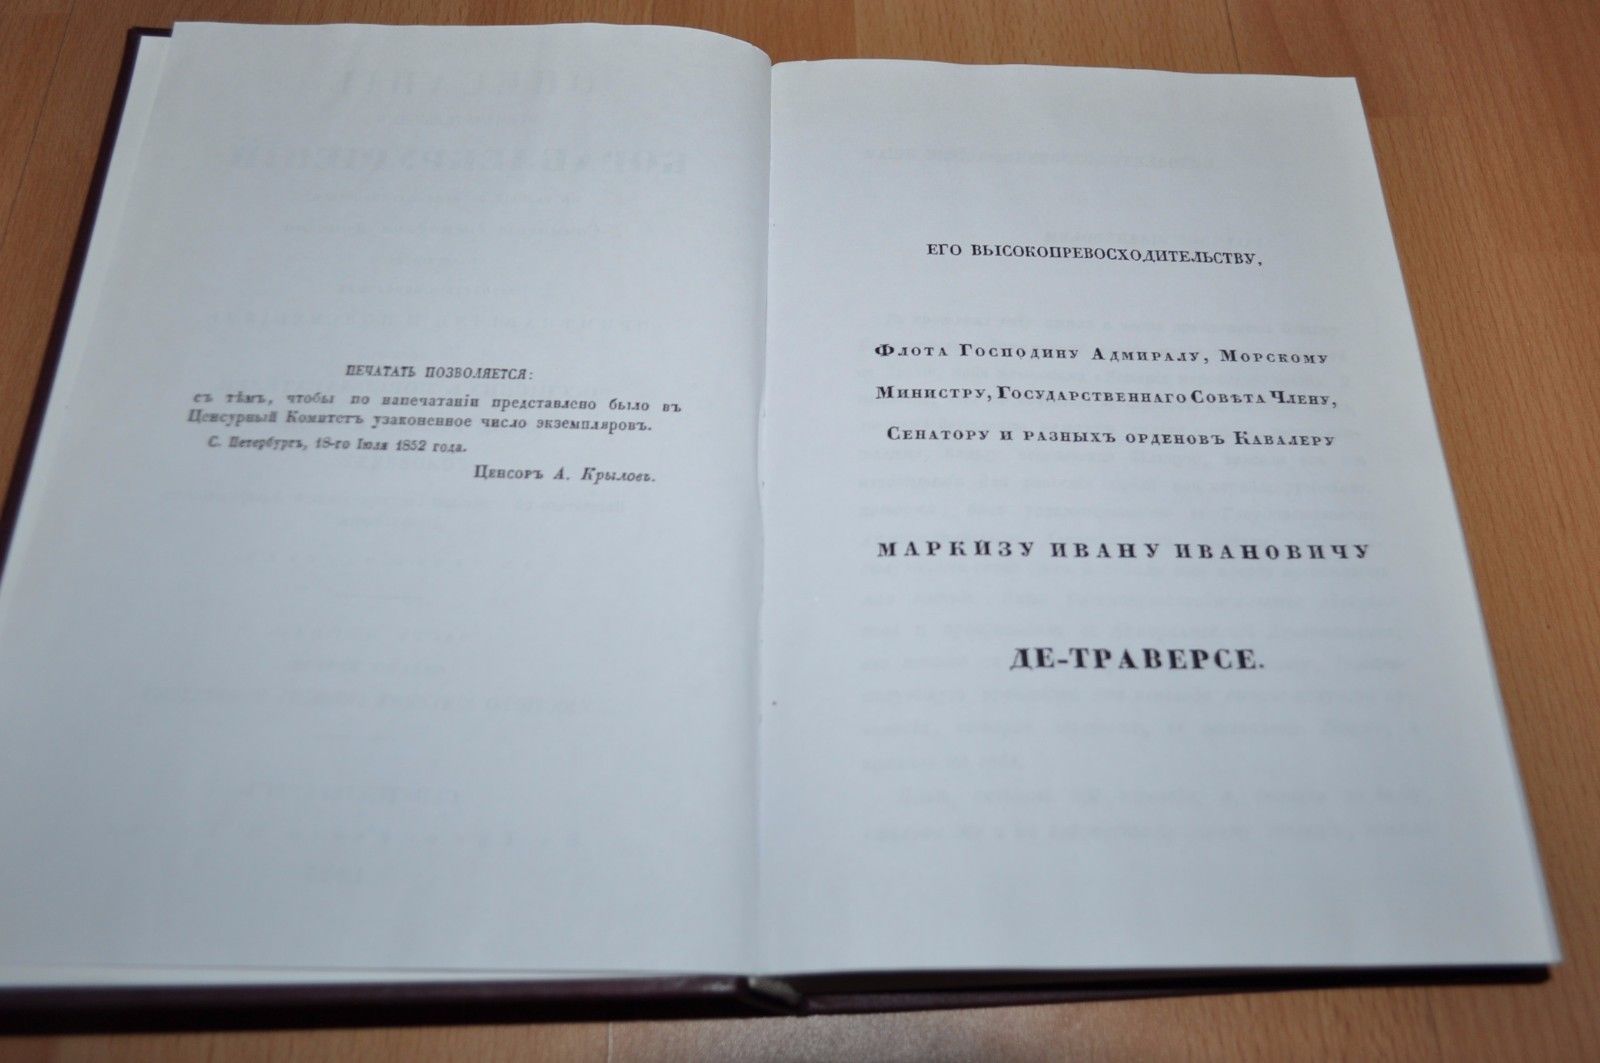 ПЕЧАТАТЬ ПОЗВОЛЯЕТСЯ:
съ тѣмъ, чтобы по напечатаніи представлено было въ
Ценсурный Комитетъ узаконенное число экземпляровъ.
С. Петербургъ, 18-го Іюля 1852 года.
Ценсоръ А. Крыловъ.
ЕГО ВЫСОКОПРЕВОСХОДИТЕЛЬСТВУ,
Флота Господину Адмиралу, Морскому
Министру, Государственнаго Совѣта Члену,
Сенатору и разныхъ орденовъ Кавалеру
МАРКИЗУ ИВАНУ ИВАНОВИЧУ
ДЕ-ТРАВЕРСЕ.